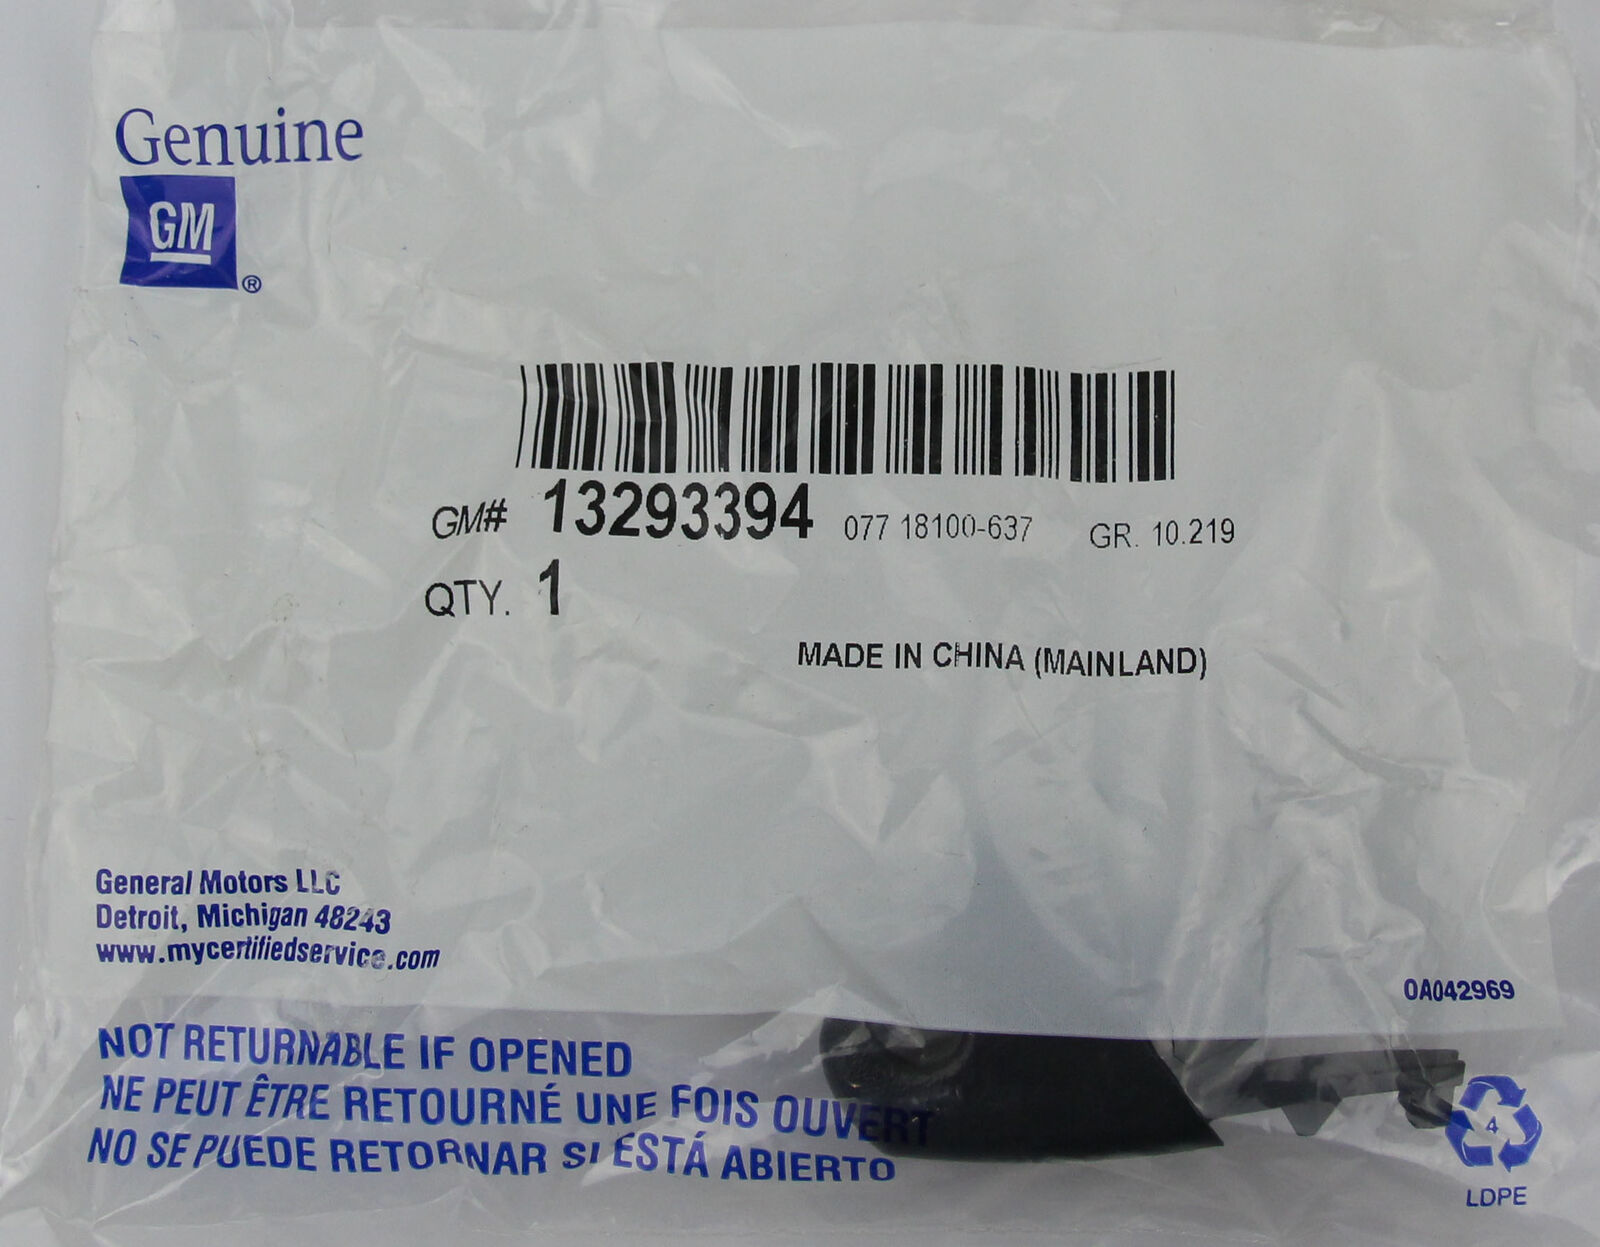 Genuine
GM
®
GM# 13293394 077 18100-637 GR. 10.219
QTY. 1
MADE IN CHINA (MAINLAND)
General Motors LLC
Detroit, Michigan 48243
www.mycertifiedservice.com
0A042969
NOT RETURNABLE IF OPENED
NE PEUT ÊTRE RETOURNÉ UNE FOIS OUVERT
NO SE PUEDE RETORNAR SI ESTÁ ABIERTO
4
LDPE